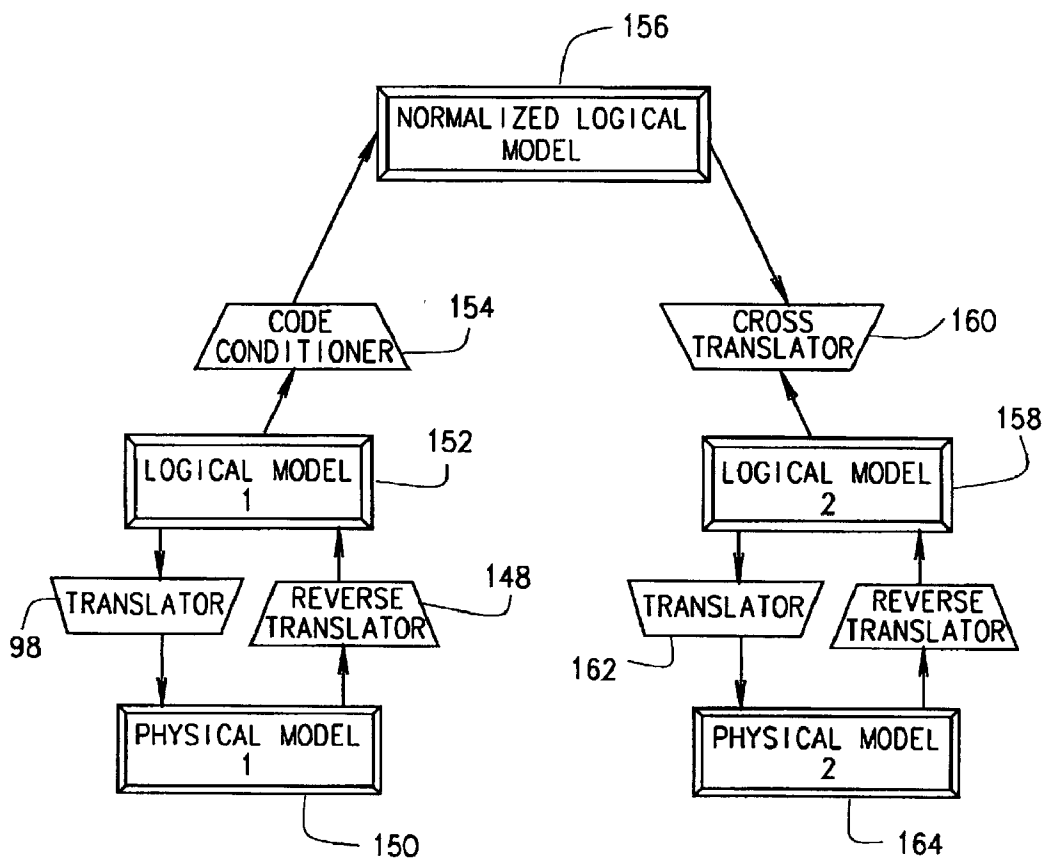 156
NORMALIZED LOGICAL
MODEL
CODE
CONDITIONER
154
CROSS
TRANSLATOR
160
LOGICAL MODEL
1
152
LOGICAL MODEL
2
158
TRANSLATOR
98
REVERSE
TRANSLATOR
148
TRANSLATOR
162
REVERSE
TRANSLATOR
PHYSICAL MODEL
1
150
PHYSICAL MODEL
2
164